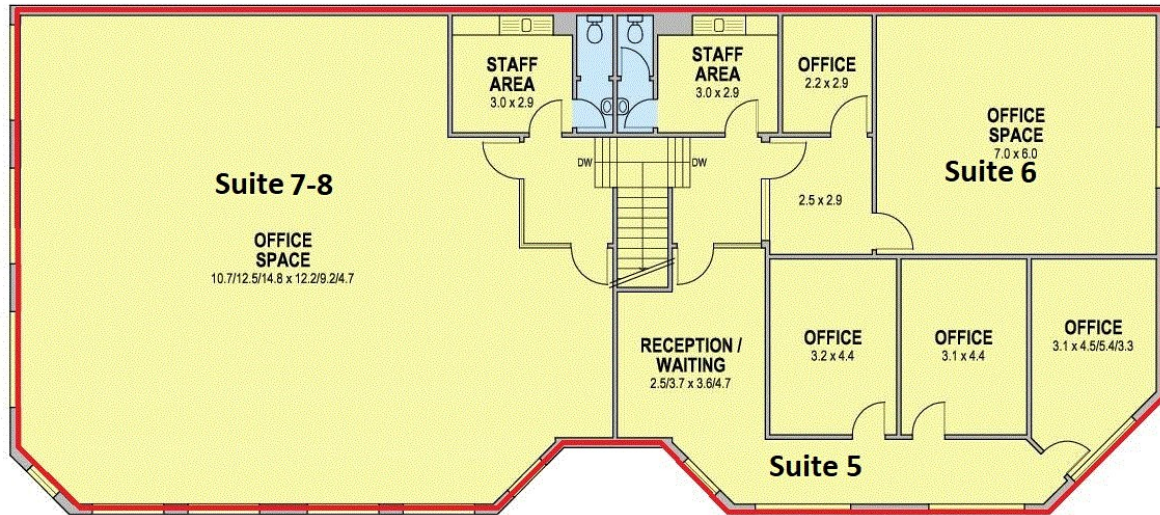 STAFF
AREA
3.0 x 2.9
STAFF
AREA
3.0 x 2.9
OFFICE
2.2 x 2.9
OFFICE
SPACE
7.0 x 6.0
Suite 6
DW
DW
2.5 x 2.9
Suite 7-8
OFFICE
SPACE
10.7/12.5/14.8 x 12.2/9.2/4.7
RECEPTION /
WAITING
2.5/3.7 x 3.6/4.7
OFFICE
3.2 x 4.4
OFFICE
3.1 x 4.4
OFFICE
3.1 x 4.5/5.4/3.3
Suite 5